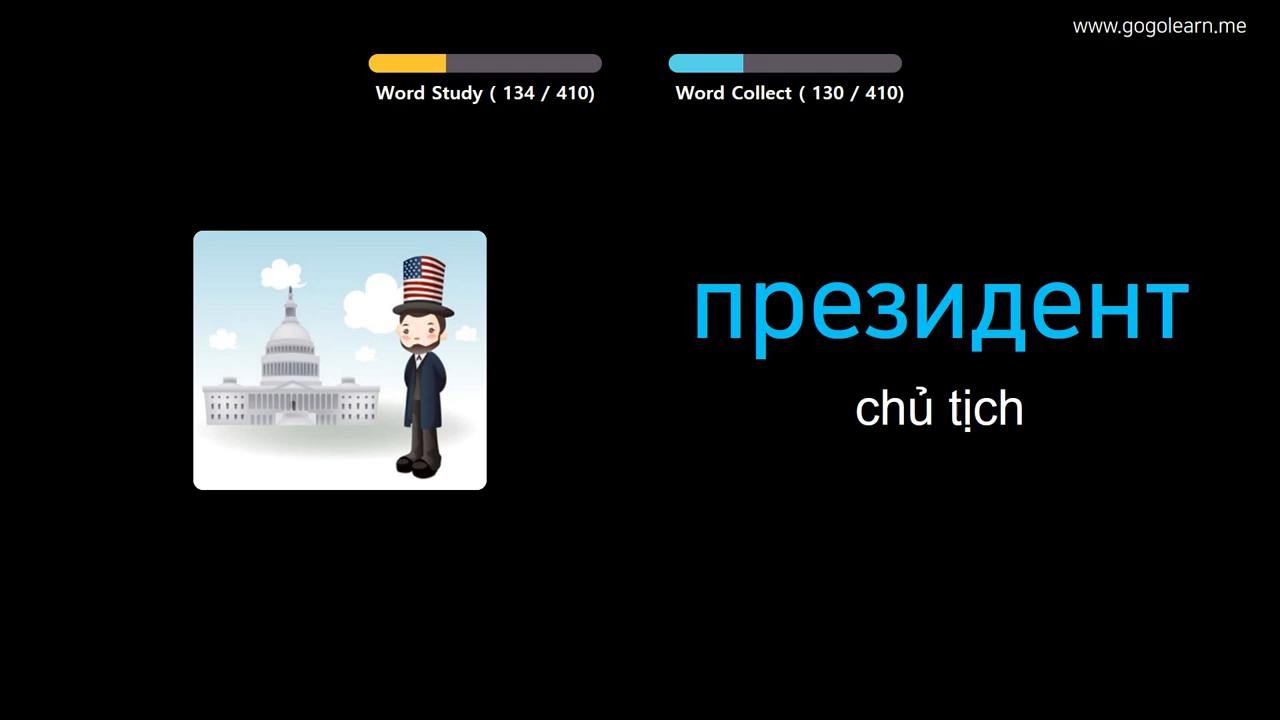 www.gogolearn.me
Word Study ( 134 / 410)
Word Collect ( 130 / 410)
президент
chủ tịch